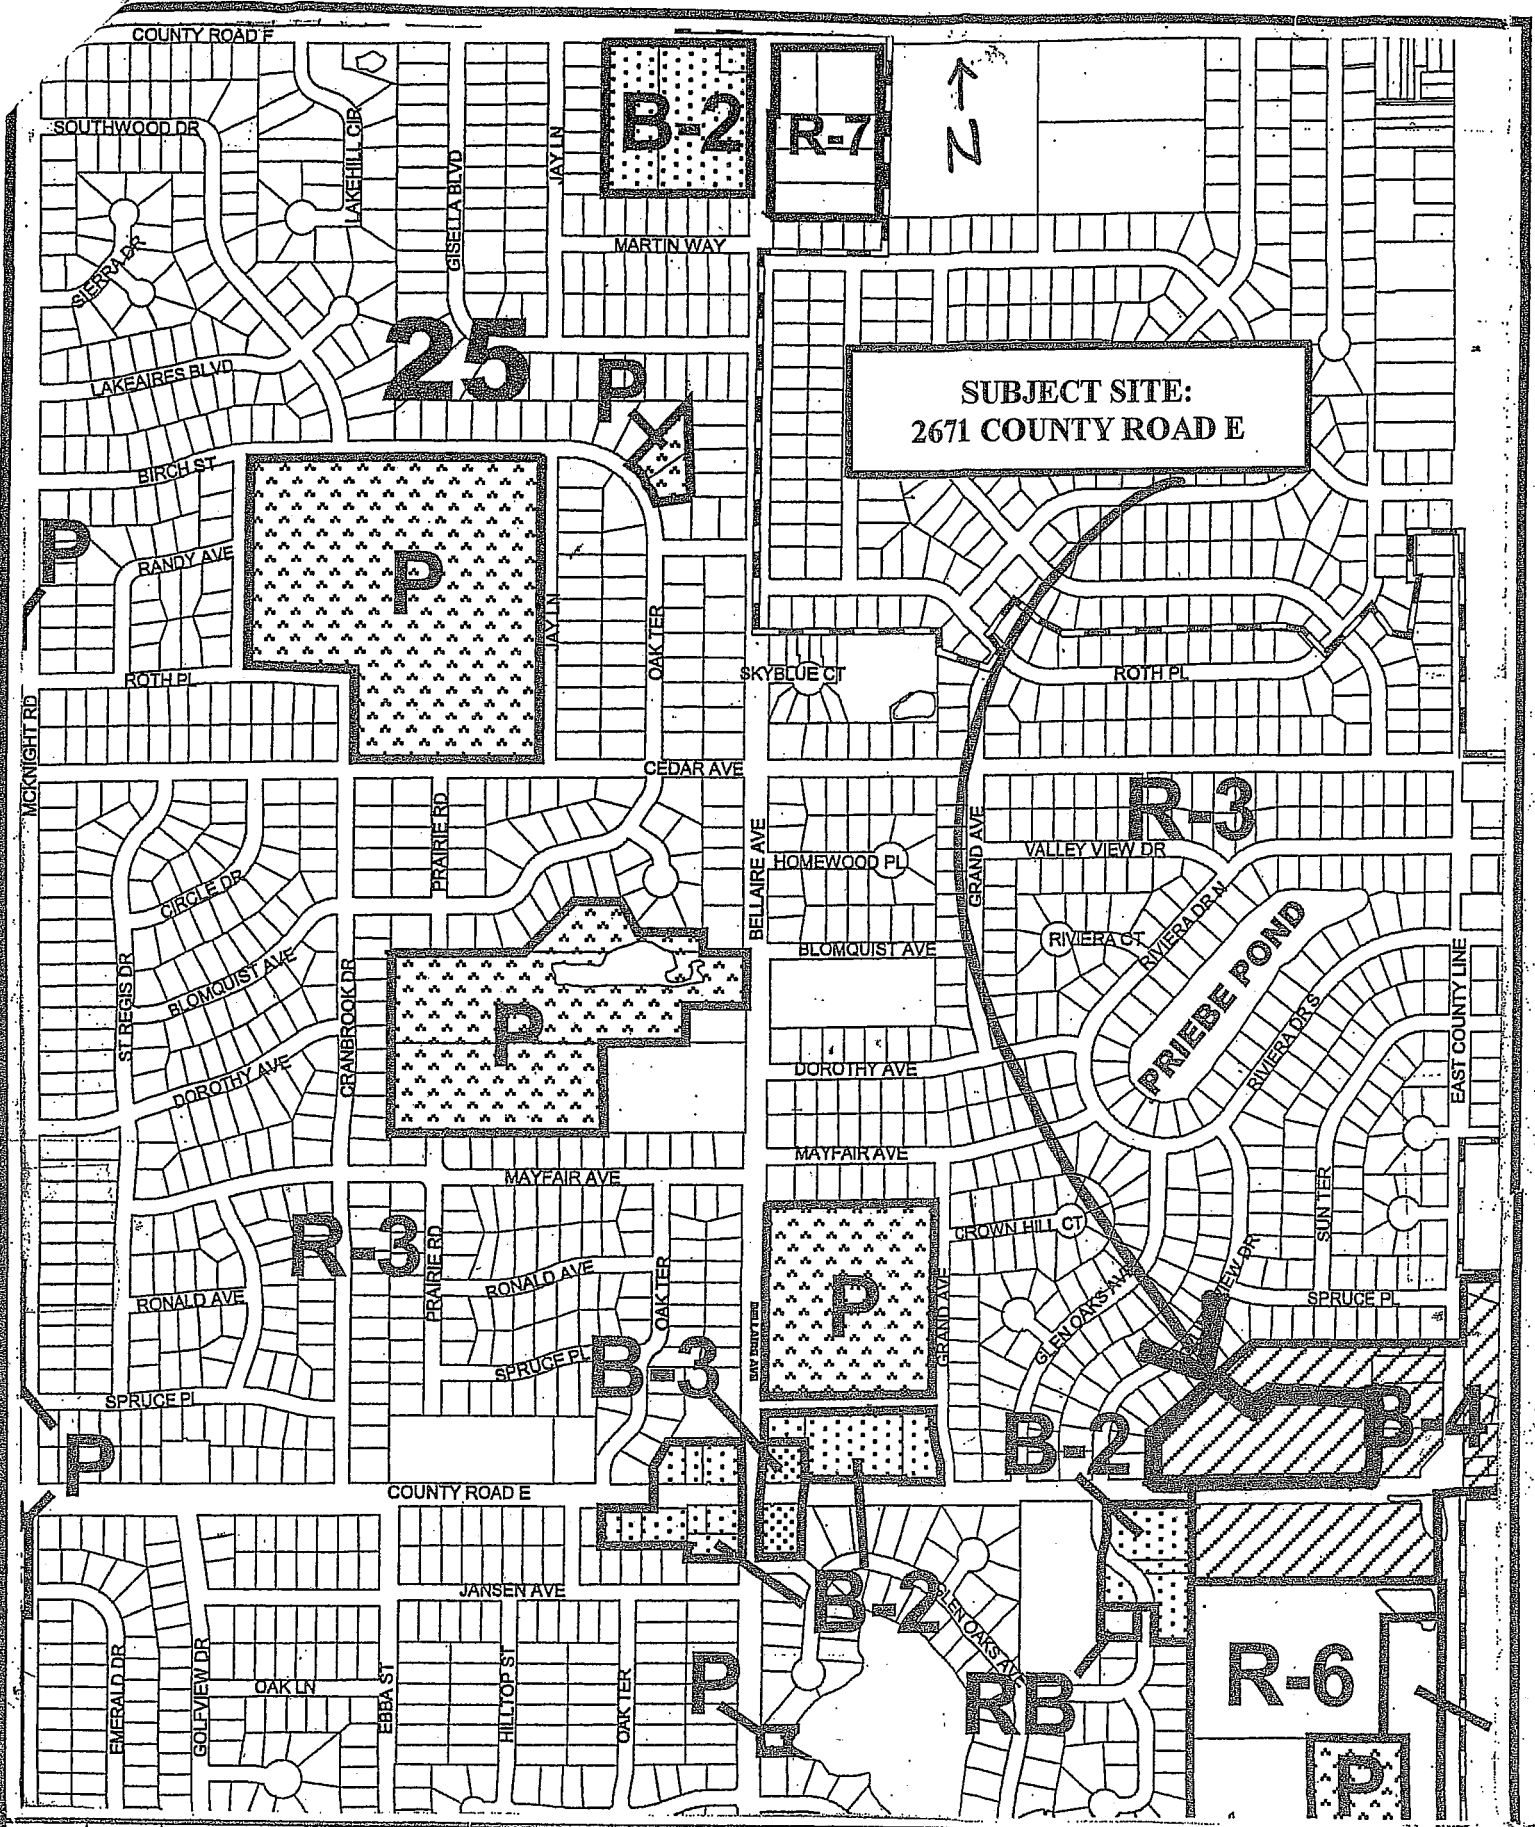 COUNTY ROAD F
SOUTHWOOD DR
LAKEHILL CIR
GISELLA BLVD
JAY LN
B-2
R-7
N
MARTIN WAY
SIERRA DR
25
LAKEAIRES BLVD
P
SUBJECT SITE:
2671 COUNTY ROAD E
BIRCH ST
P
RANDY AVE
P
JAY LN
OAK TER
SKYBLUE CT
ROTH PL
ROTH PL
MCKNIGHT RD
CEDAR AVE
R-3
PRAIRIE RD
BELLAIRE AVE
HOMEWOOD PL
GRAND AVE
VALLEY VIEW DR
CIRCLE DR
RIVIERA DR N
RIVIERA CT
BLOMQUIST AVE
BLOMQUIST AVE
PRIEBE POND
ST REGIS DR
CRANBROOK DR
P
RIVIERA DR S
EAST COUNTY LINE
DOROTHY AVE
DOROTHY AVE
MAYFAIR AVE
MAYFAIR AVE
SUN TER
CROWN HILL CT
R-3
PRAIRIE RD
RONALD AVE
RONALD AVE
OAK TER
BELLAIRE AVE
P
GRAND AVE
GLEN OAKS AVE
VIEW DR
SPRUCE PL
SPRUCE PL
B-3
SPRUCE PL
B-2
B-4
P
COUNTY ROAD E
JANSEN AVE
B-2
GLEN OAKS AVE
EMERALD DR
GOLFVIEW DR
OAK LN
EBBA ST
HILLTOP ST
OAK TER
P
RB
R-6
P